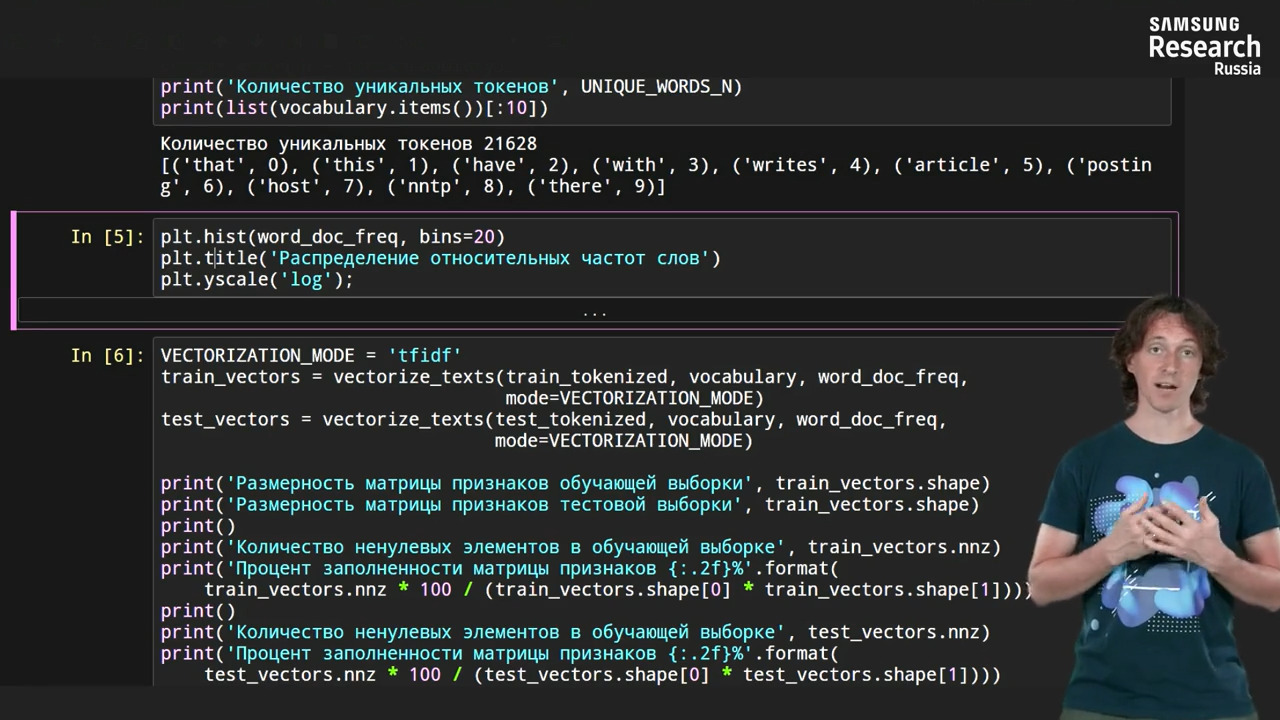 SAMSUNG
Research
Russia
print('Количество уникальных токенов', UNIQUE_WORDS_N)
print(list(vocabulary.items())[:10])
Количество уникальных токенов 21628
[('that', 0), ('this', 1), ('have', 2), ('with', 3), ('writes', 4), ('article', 5), ('postin
g', 6), ('host', 7), ('nntp', 8), ('there', 9)]
In [5]: plt.hist(word_doc_freq, bins=20)
plt.title('Распределение относительных частот слов')
plt.yscale('log');
...
In [6]: VECTORIZATION_MODE = 'tfidf'
train_vectors = vectorize_texts(train_tokenized, vocabulary, word_doc_freq,
mode=VECTORIZATION_MODE)
test_vectors = vectorize_texts(test_tokenized, vocabulary, word_doc_freq,
mode=VECTORIZATION_MODE)
print('Размерность матрицы признаков обучающей выборки', train_vectors.shape)
print('Размерность матрицы признаков тестовой выборки', train_vectors.shape)
print()
print('Количество ненулевых элементов в обучающей выборке', train_vectors.nnz)
print('Процент заполненности матрицы признаков {:.2f}%'.format(
train_vectors.nnz * 100 / (train_vectors.shape[0] * train_vectors.shape[1])))
print()
print('Количество ненулевых элементов в обучающей выборке', test_vectors.nnz)
print('Процент заполненности матрицы признаков {:.2f}%'.format(
test_vectors.nnz * 100 / (test_vectors.shape[0] * test_vectors.shape[1])))